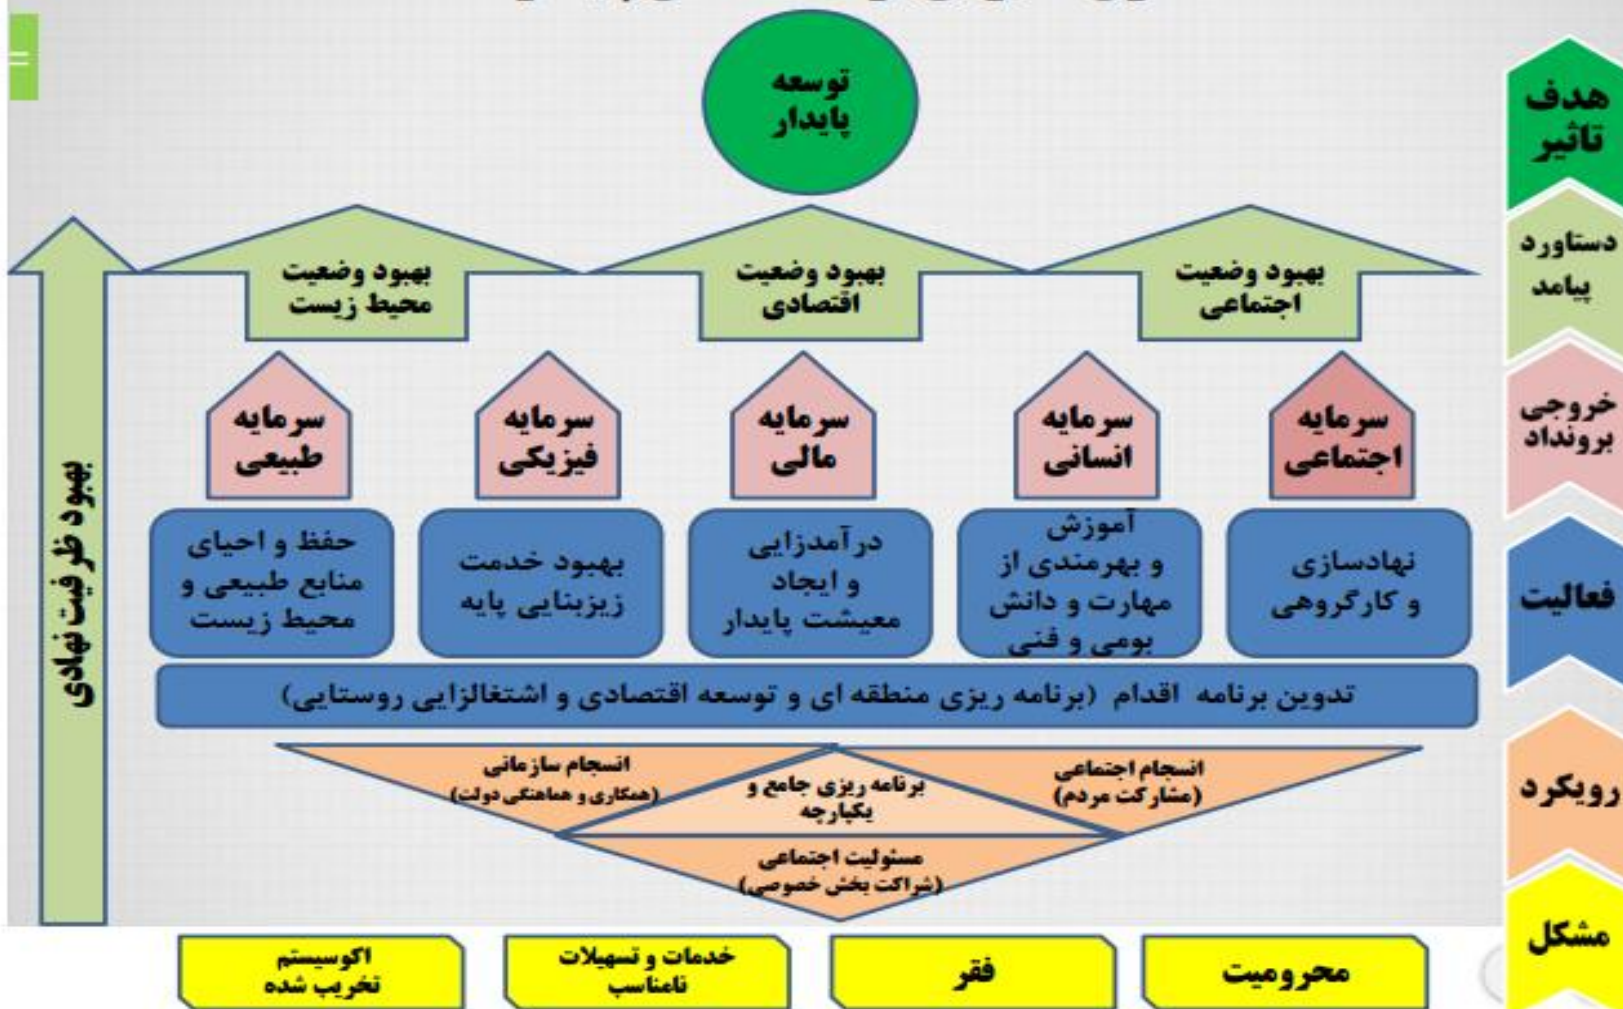 توسعه
پایدار
هدف
تاثیر
بهبود وضعیت
اجتماعی
بهبود وضعیت
اقتصادی
بهبود وضعیت
محیط زیست
دستاورد
پیامد
سرمایه
اجتماعی
سرمایه
انسانی
سرمایه
مالی
سرمایه
فیزیکی
سرمایه
طبیعی
خروجی
برونداد
نهادسازی
و کارگروهی
آموزش
و بهرمندی از
مهارت و دانش
بومی و فنی
درآمدزایی
و ایجاد
معیشت پایدار
بهبود خدمت
زیزبنایی پایه
حفظ و احیای
منابع طبیعی و
محیط زیست
فعالیت
تدوین برنامه اقدام (برنامه ریزی منطقه ای و توسعه اقتصادی و اشتغالزایی روستایی)
انسجام اجتماعی
(مشارکت مردم)
برنامه ریزی جامع و
یکپارچه
انسجام سازمانی
(همکاری و هماهنگی دولت)
مسئولیت اجتماعی
(شراکت بخش خصوصی)
رویکرد
محرومیت
فقر
خدمات و تسهیلات
نامناسب
اکوسیستم
تخریب شده
مشکل
بهبود ظرفیت نهادی